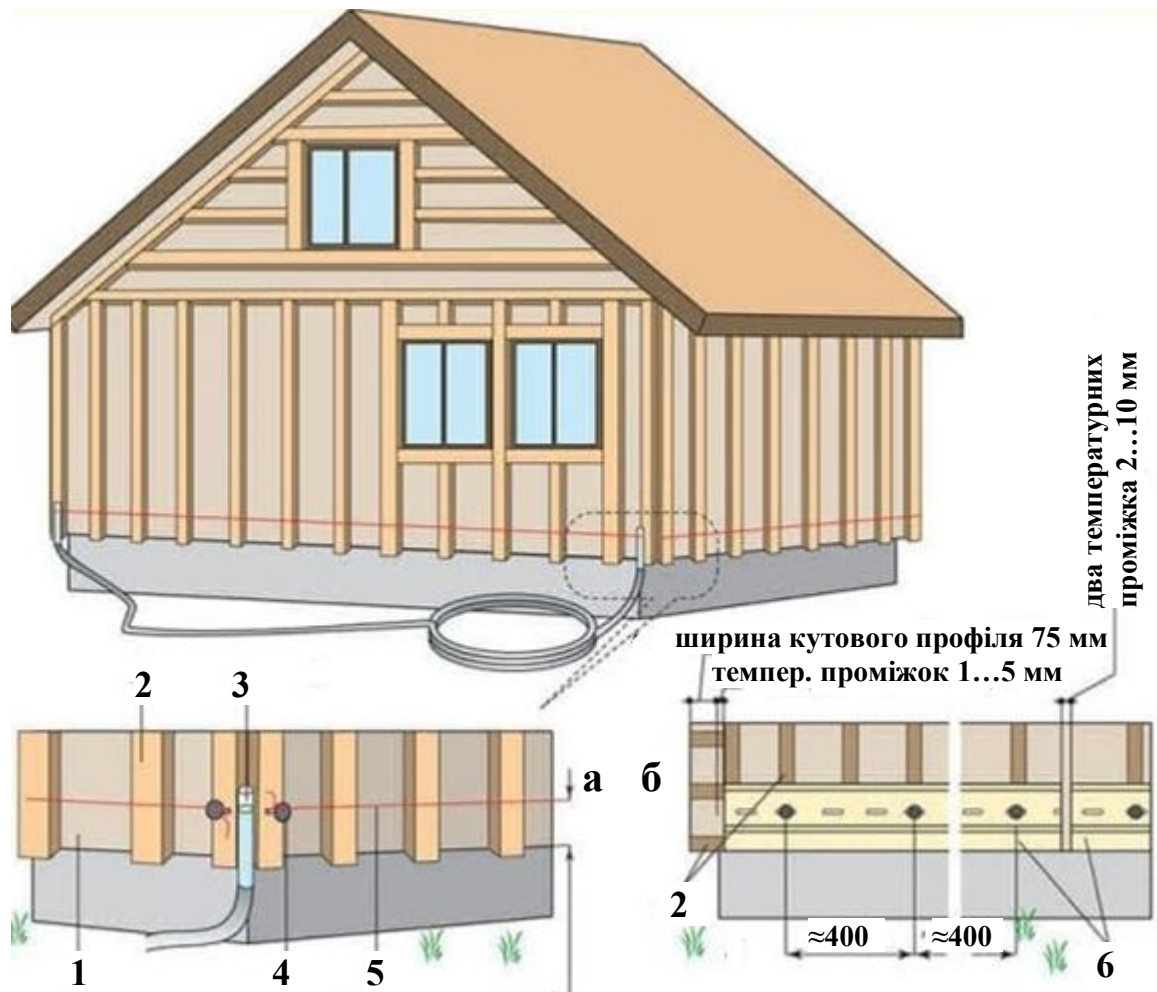 два температурних
проміжка 2…10 мм
ширина кутового профіля 75 мм
темпер. проміжок 1…5 мм
2
3
а
б
1
4
5
2
≈400
≈400
6